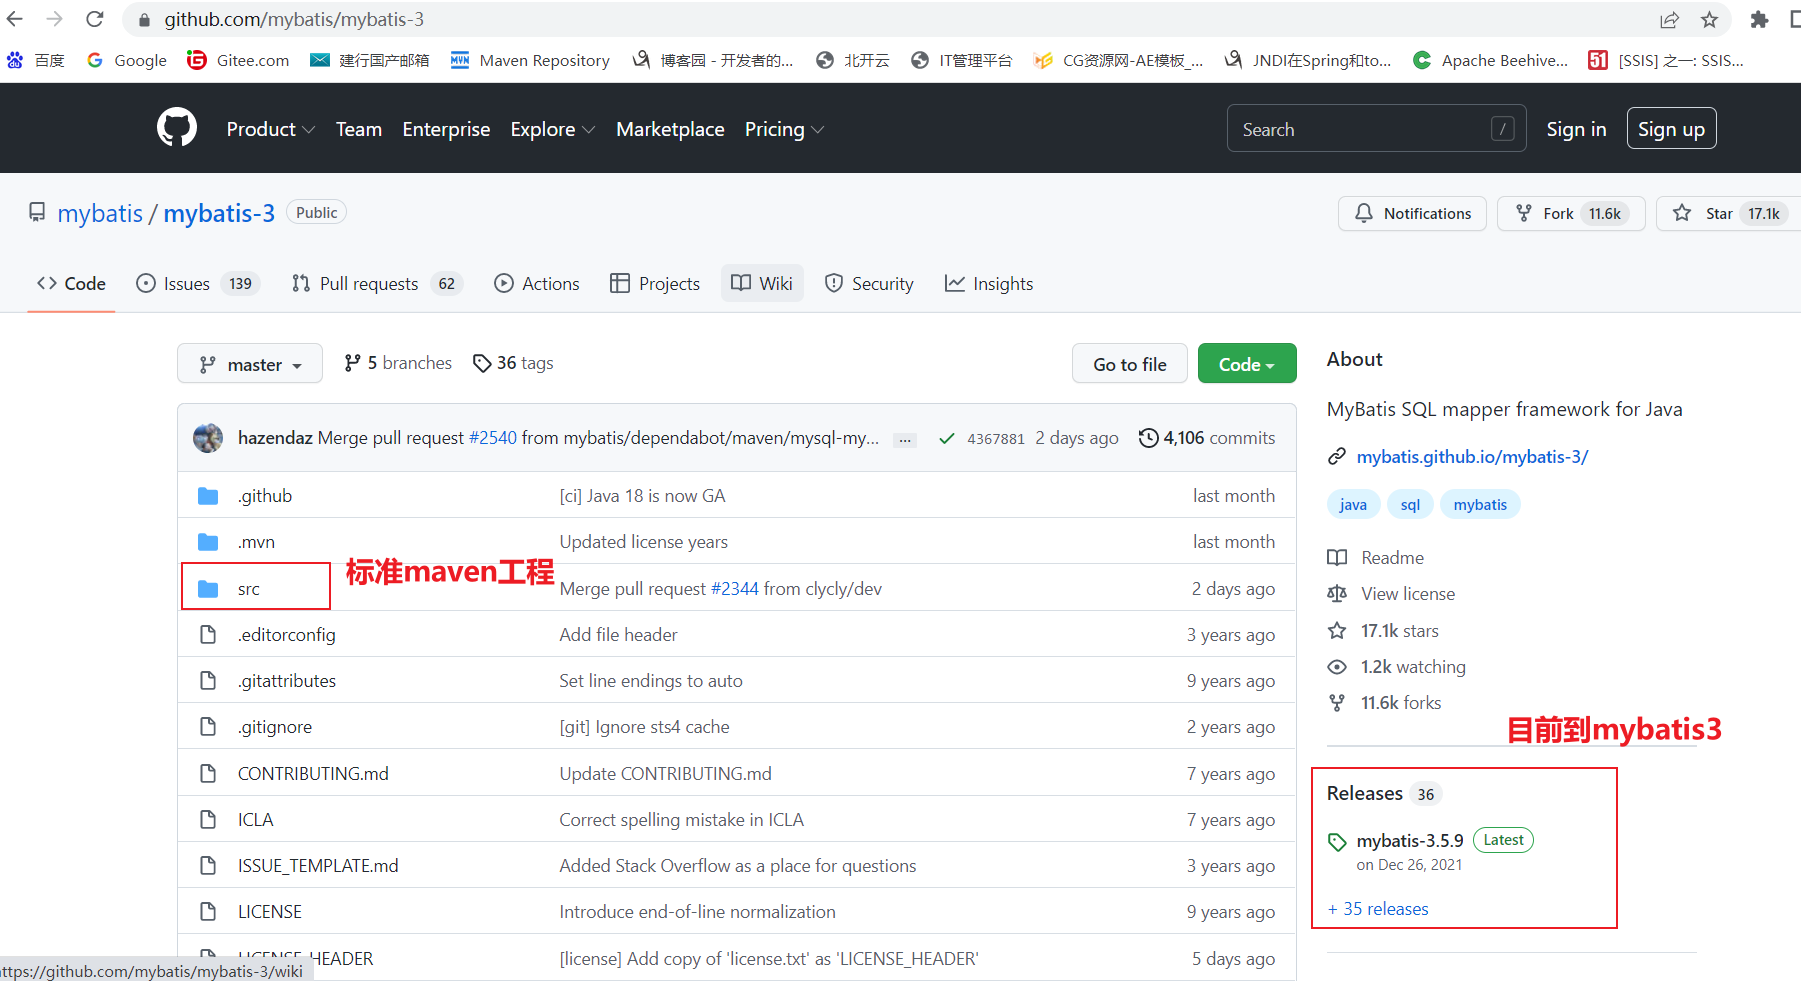 github.com/mybatis/mybatis-3
百度 Google Gitee.com 建行国产邮箱 Maven Repository 博客园 - 开发者的... 北开云 IT管理平台 CG资源网-AE模板_... JNDI在Spring和to... Apache Beehive... [SSIS] 之一: SSIS...
Product Team Enterprise Explore Marketplace Pricing Search / Sign in Sign up
mybatis / mybatis-3 Public Notifications Fork 11.6k Star 17.1k
Code Issues 139 Pull requests 62 Actions Projects Wiki Security Insights
master 5 branches 36 tags Go to file Code
hazendaz Merge pull request #2540 from mybatis/dependabot/maven/mysql-my... ... 4367881 2 days ago 4,106 commits
.github [ci] Java 18 is now GA last month
.mvn Updated license years last month
标准maven工程
src Merge pull request #2344 from clycly/dev 2 days ago
.editorconfig Add file header 3 years ago
.gitattributes Set line endings to auto 9 years ago
.gitignore [git] Ignore sts4 cache 2 years ago
CONTRIBUTING.md Update CONTRIBUTING.md 7 years ago
ICLA Correct spelling mistake in ICLA 7 years ago
ISSUE_TEMPLATE.md Added Stack Overflow as a place for questions 3 years ago
LICENSE Introduce end-of-line normalization 9 years ago
LICENSE_HEADER [license] Add copy of 'license.txt' as 'LICENSE_HEADER' 5 days ago
About
MyBatis SQL mapper framework for Java
mybatis.github.io/mybatis-3/
java sql mybatis
Readme
View license
17.1k stars
1.2k watching
11.6k forks
目前到mybatis3
Releases 36
mybatis-3.5.9 Latest
on Dec 26, 2021
+ 35 releases
ttps://github.com/mybatis/mybatis-3/wiki